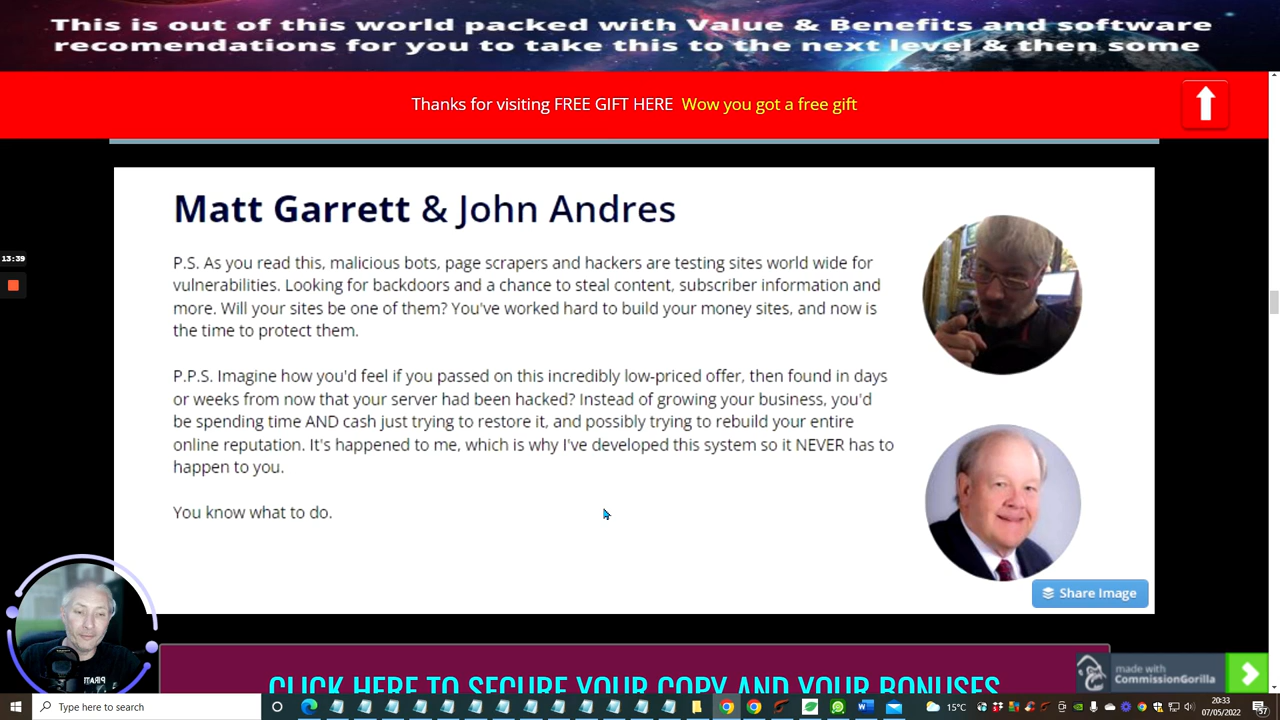 This is out of this world packed with Value & Benefits and software
recomendations for you to take this to the next level & then some
Thanks for visiting FREE GIFT HERE Wow you got a free gift
Matt Garrett & John Andres
P.S. As you read this, malicious bots, page scrapers and hackers are testing sites world wide for
vulnerabilities. Looking for backdoors and a chance to steal content, subscriber information and
more. Will your sites be one of them? You've worked hard to build your money sites, and now is
the time to protect them.
P.P.S. Imagine how you'd feel if you passed on this incredibly low-priced offer, then found in days
or weeks from now that your server had been hacked? Instead of growing your business, you'd
be spending time AND cash just trying to restore it, and possibly trying to rebuild your entire
online reputation. It's happened to me, which is why I've developed this system so it NEVER has to
happen to you.
You know what to do.
13:39
Share Image
CLICK HERE TO SECURE YOUR COPY AND YOUR BONUSES
made with
CommissionGorilla
Type here to search
15°C
20:33
07/05/2022